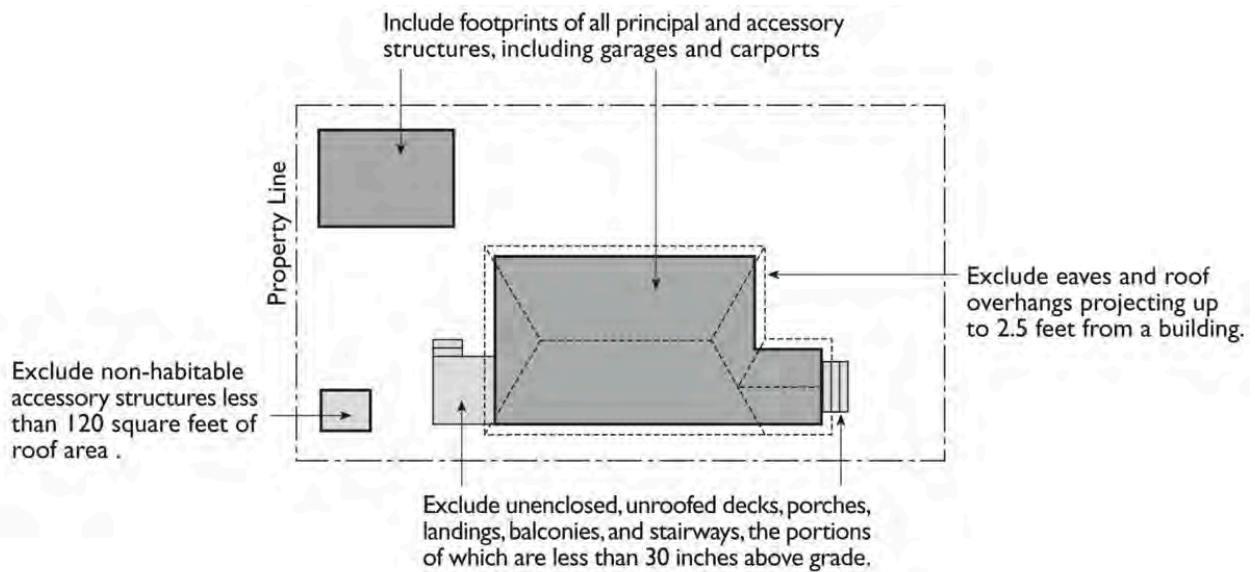 Include footprints of all principal and accessory
structures, including garages and carports
Property Line
Exclude eaves and roof
overhangs projecting up
to 2.5 feet from a building.
Exclude non-habitable
accessory structures less
than 120 square feet of
roof area .
Exclude unenclosed, unroofed decks, porches,
landings, balconies, and stairways, the portions
of which are less than 30 inches above grade.